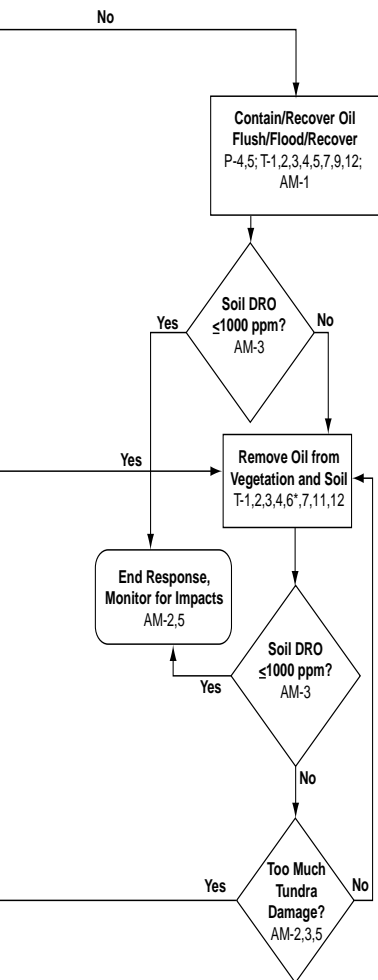 No
Contain/Recover Oil
Flush/Flood/Recover
P-4,5; T-1,2,3,4,5,7,9,12;
AM-1
Soil DRO
≤1000 ppm?
AM-3
Yes
No
Yes
Remove Oil from
Vegetation and Soil
T-1,2,3,4,6*,7,11,12
End Response,
Monitor for Impacts
AM-2,5
Soil DRO
≤1000 ppm?
AM-3
Yes
No
Too Much
Tundra
Damage?
AM-2,3,5
Yes
No